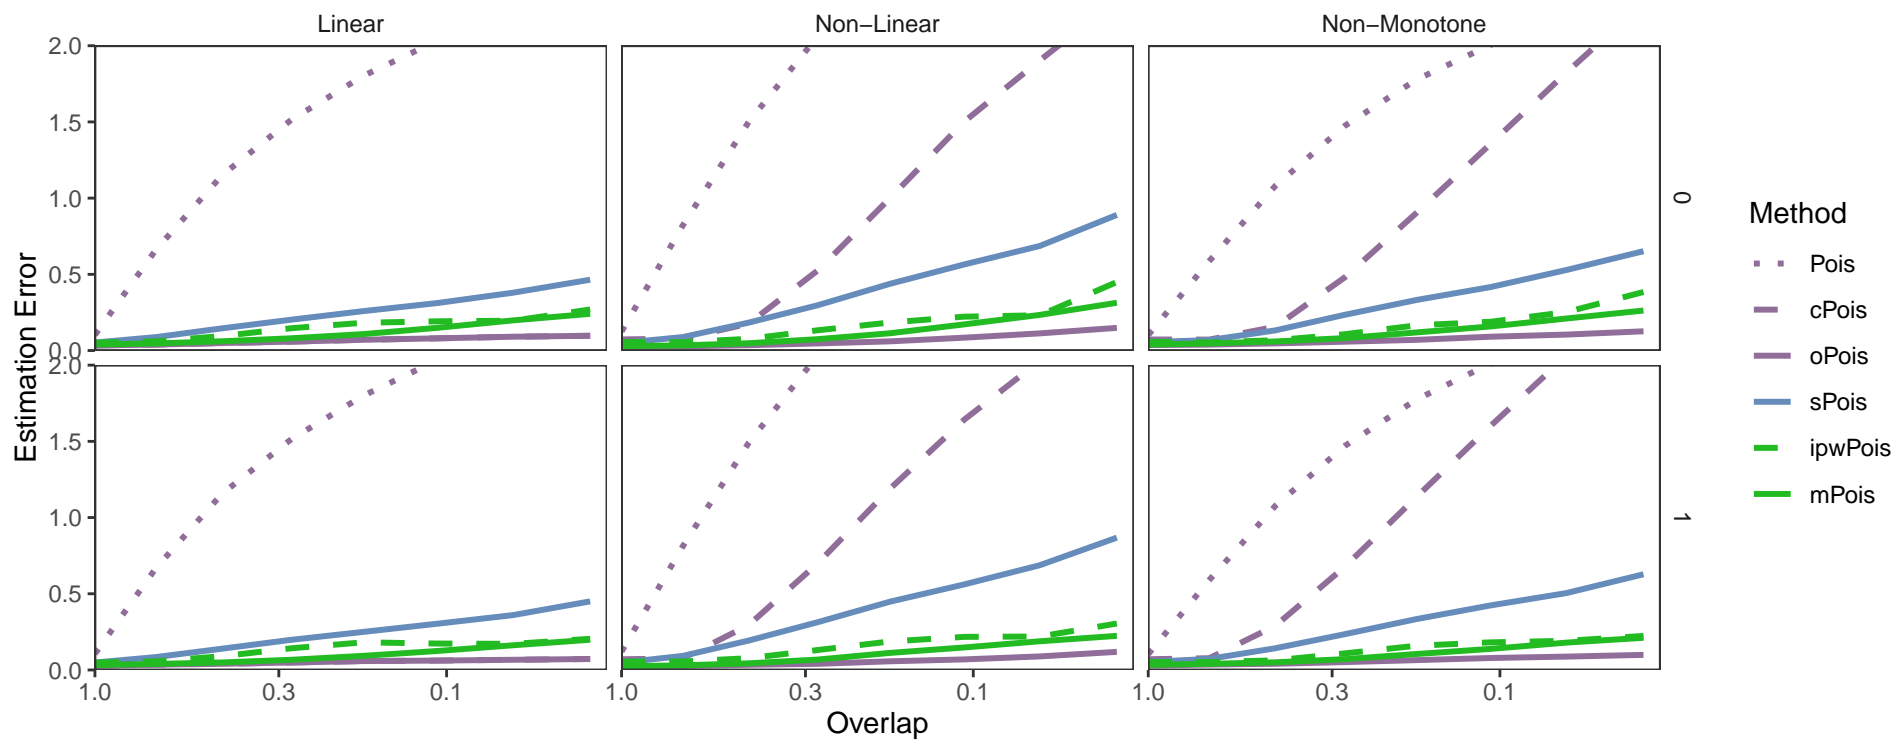 Linear Non−Linear Non−Monotone
Estimation Error
2.0
1.5
1.0
0.5
0.0
0
2.0
1.5
1.0
0.5
0.0
1
1.0 0.3 0.1 1.0 0.3 0.1 1.0 0.3 0.1
Overlap
Method
Pois
cPois
oPois
sPois
ipwPois
mPois